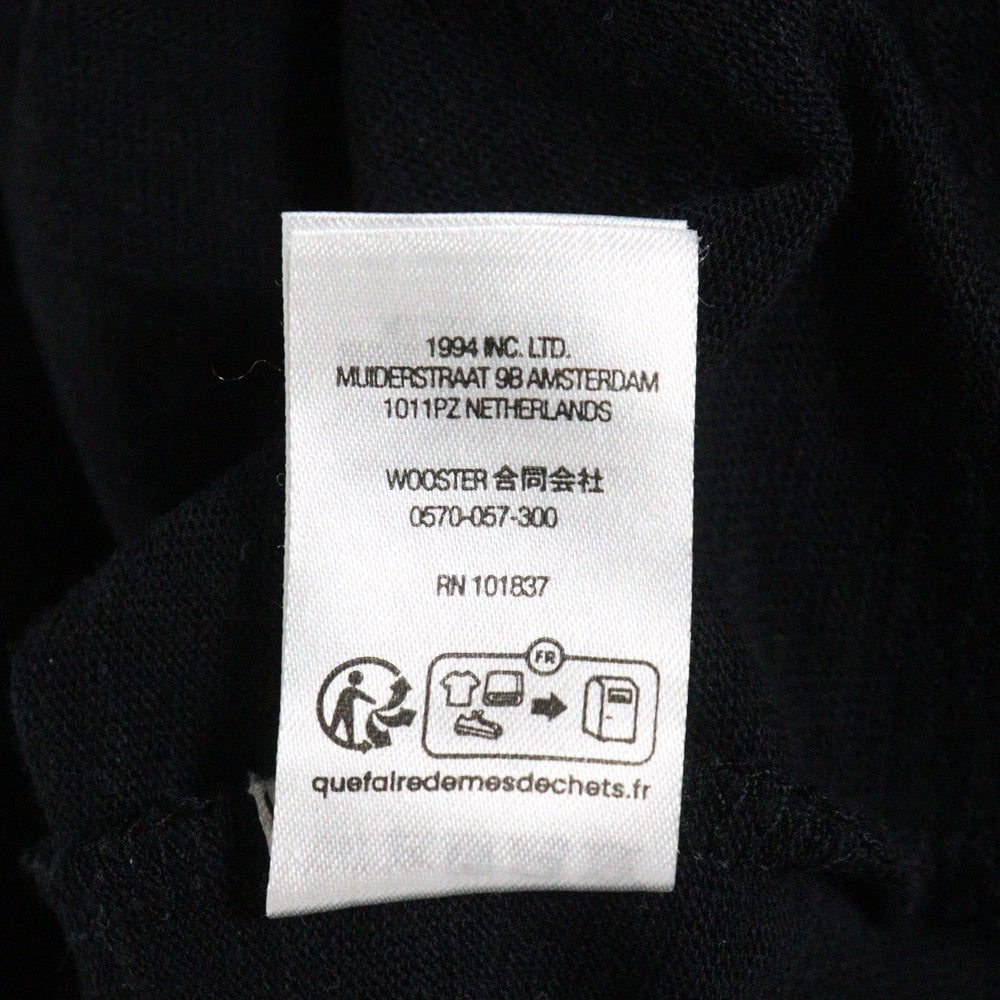 1994 INC. LTD.
MUIDERSTRAAT 9B AMSTERDAM
1011PZ NETHERLANDS
WOOSTER 合同会社
0570-057-300
RN 101837
FR
quefairedemesdechets.fr